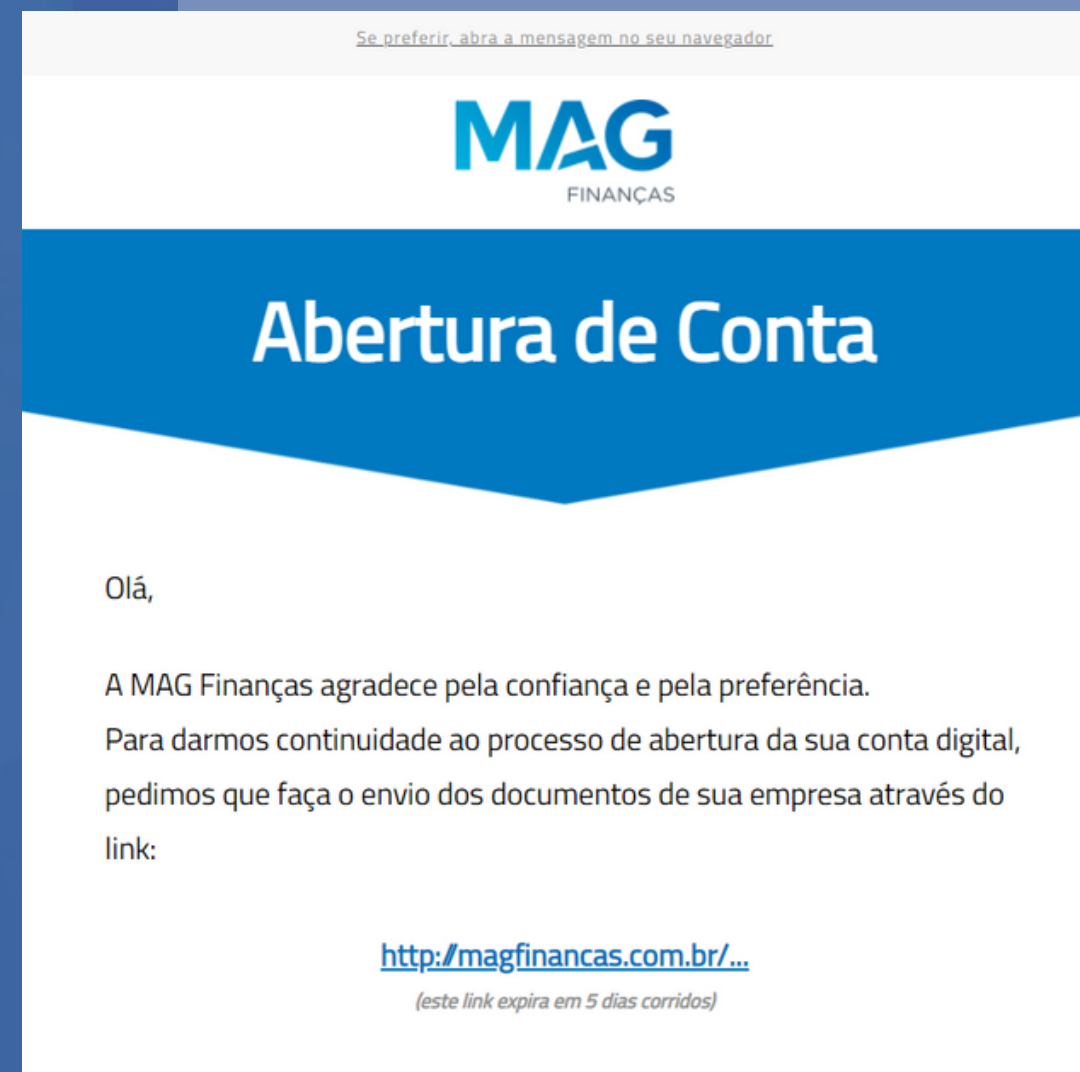 Se preferir, abra a mensagem no seu navegador
MAG
FINANÇAS
Abertura de Conta
Olá,
A MAG Finanças agradece pela confiança e pela preferência.
Para darmos continuidade ao processo de abertura da sua conta digital,
pedimos que faça o envio dos documentos de sua empresa através do
link:
http://magfinancas.com.br/...
(este link expira em 5 dias corridos)